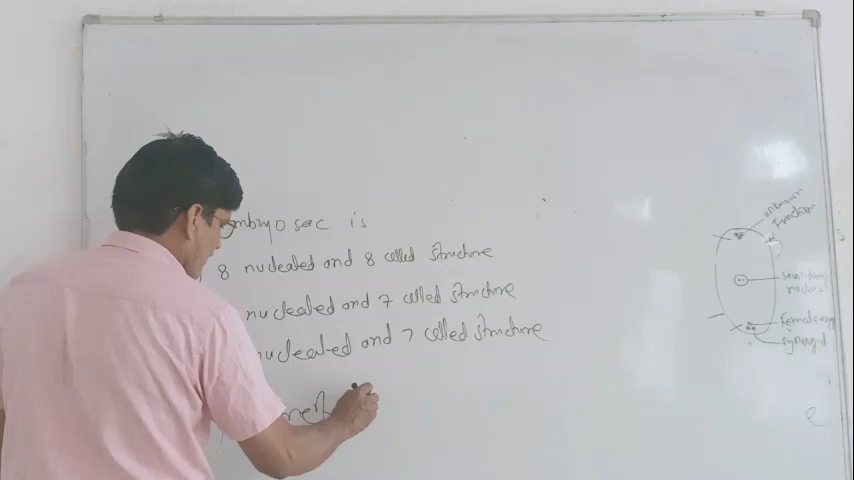 mbryo sac is
8 nucleated and 8 celled structure
nucleated and 7 celled structure
nucleated and 7 celled structure
unknown
Function
nucleus
Female egg
synergid
e